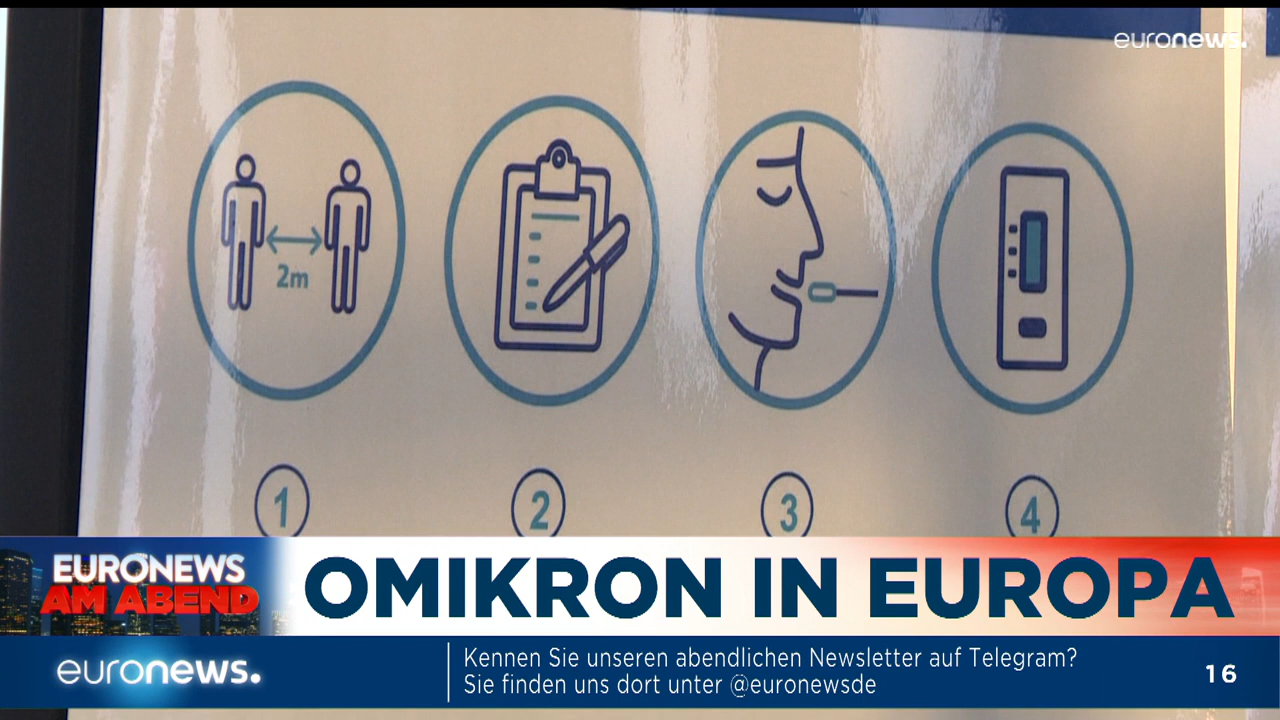 euronews.
2m
1
2
3
4
EURONEWS
AM ABEND
OMIKRON IN EUROPA
euronews.
Kennen Sie unseren abendlichen Newsletter auf Telegram?
Sie finden uns dort unter @euronewsde
16